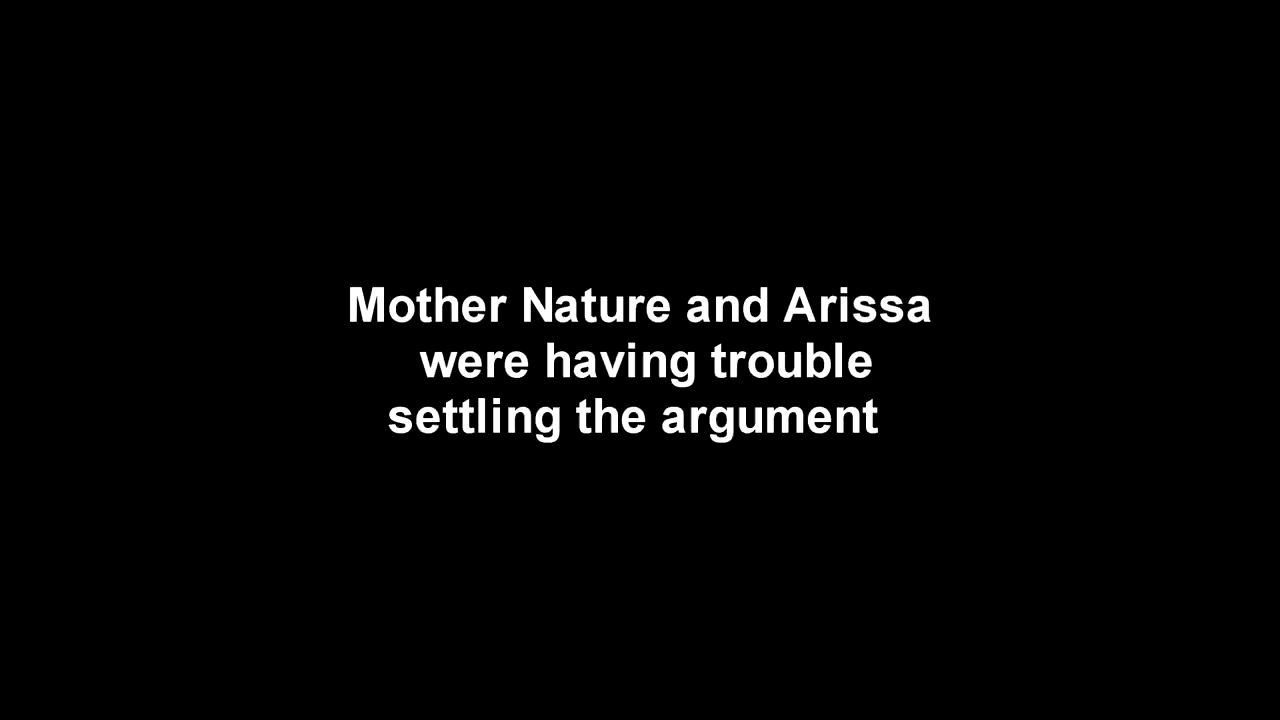 Mother Nature and Arissa
were having trouble
settling the argument